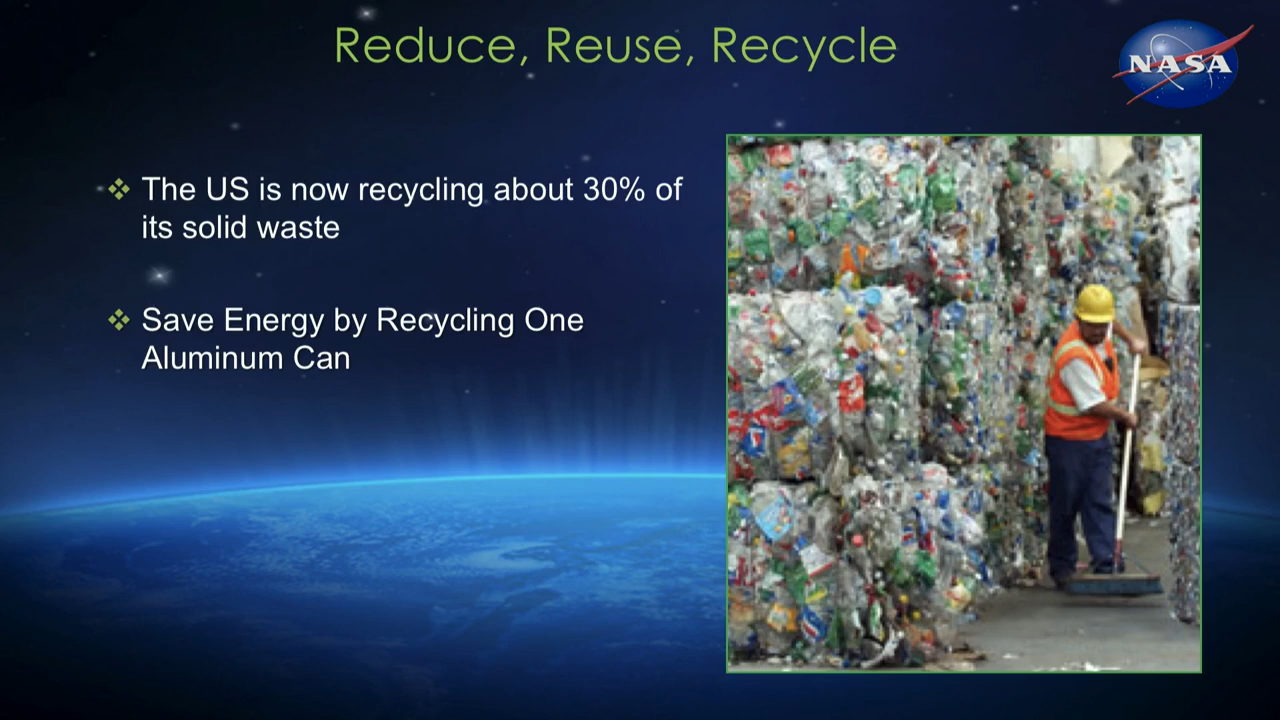 Reduce, Reuse, Recycle
NASA
❖ The US is now recycling about 30% of
its solid waste
❖ Save Energy by Recycling One
Aluminum Can